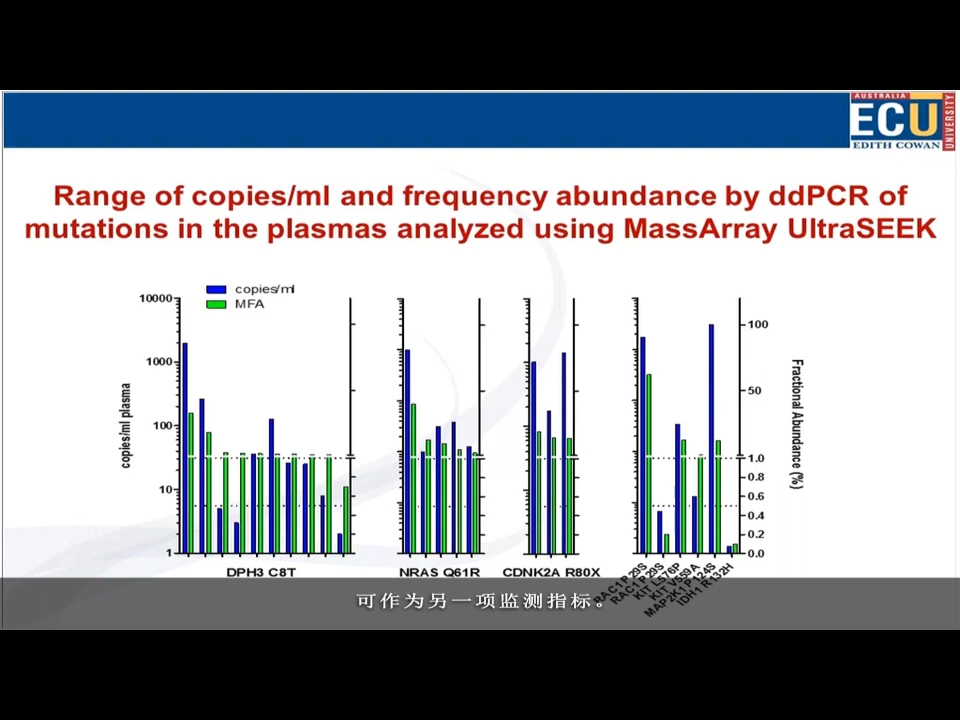 AUSTRALIA
ECU
EDITH COWAN
UNIVERSITY
Range of copies/ml and frequency abundance by ddPCR of
mutations in the plasmas analyzed using MassArray UltraSEEK
copies/ml
MFA
copies/ml plasma
10000
1000
100
10
1
100
50
1.0
0.8
0.6
0.4
0.2
0.0
Fractional Abundance (%)
DPH3 C8T
NRAS Q61R
CDNK2A R80X
RAC1 P29S
RAC1 P29S
KIT L576P
KIT V559A
MAP2K1 P124S
IDH1 R132H
可作为另一项监测指标。